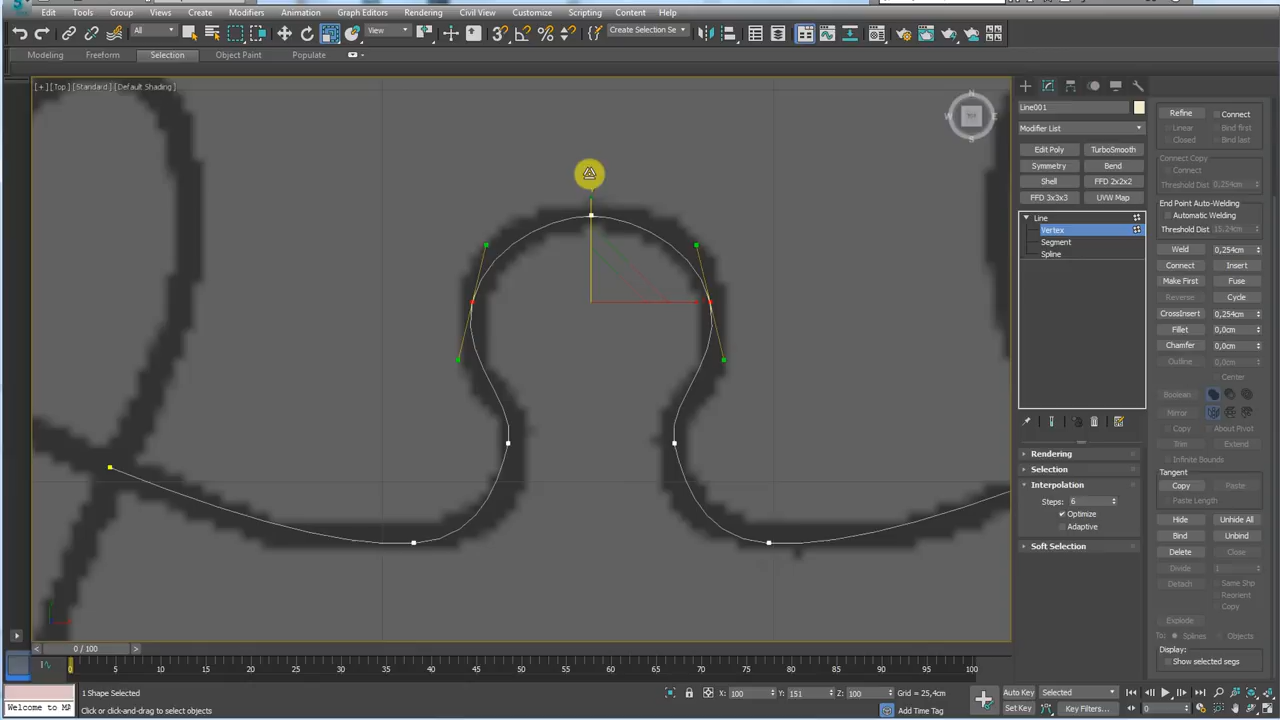 Edit Tools Group Views Create Modifiers Animation Graph Editors Rendering Civil View Customize Scripting Content Help
All View Create Selection Se
Modeling Freeform Selection Object Paint Populate
[+] [Top] [Standard] [Default Shading]
N
W E
S
Line001
Modifier List
Edit Poly TurboSmooth
Symmetry Bend
Shell FFD 2x2x2
FFD 3x3x3 UVW Map
Line
Vertex
Segment
Spline
Rendering
Selection
Interpolation
Steps: 6
Optimize
Adaptive
Soft Selection
Refine Connect
Linear Bind first
Closed Bind last
Connect Copy
Connect
Threshold Dist 0,254cm
End Point Auto-Welding
Automatic Welding
Threshold Dist 15,24cm
Weld 0,254cm
Connect Insert
Make First Fuse
Reverse Cycle
CrossInsert 0,254cm
Fillet 0,0cm
Chamfer 0,0cm
Outline 0,0cm
Center
Boolean
Mirror
Copy About Pivot
Trim Extend
Infinite Bounds
Tangent
Copy Paste
Paste Length
Hide Unhide All
Bind Unbind
Delete Close
Divide 1
Detach Same Shp
Reorient
Copy
Explode
To: Splines Objects
Display:
Show selected segs
0 / 100
0 5 10 15 20 25 30 35 40 45 50 55 60 65 70 75 80 85 90 95 100
1 Shape Selected X: 100 Y: 151 Z: 100 Grid = 25,4cm Auto Key Selected
Welcome to MA Click or click-and-drag to select objects Add Time Tag Set Key Key Filters... 0